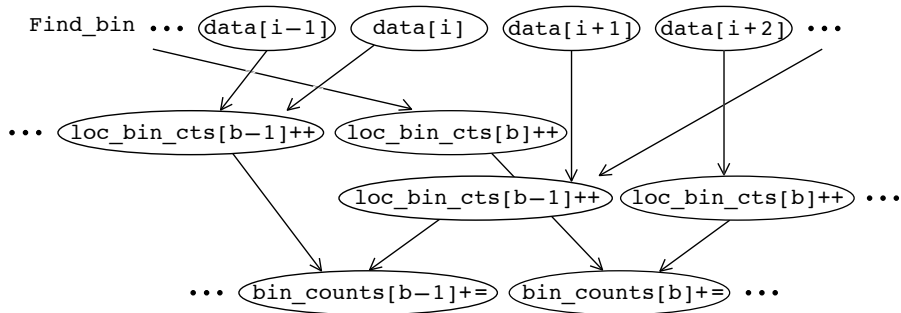 Find_bin ••• data[i−1] data[i] data[i+1] data[i+2] •••
••• loc_bin_cts[b−1]++ loc_bin_cts[b]++
loc_bin_cts[b−1]++ loc_bin_cts[b]++ •••
••• bin_counts[b−1]+= bin_counts[b]+= •••